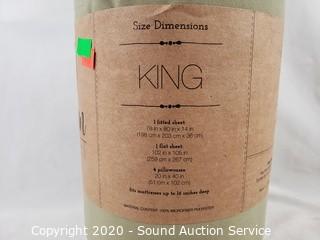 Size Dimensions
KING
1 fitted sheet:
78 in x 80 in x 14 in
(198 cm x 203 cm x 36 cm)
1 flat sheet:
102 in x 105 in
(259 cm x 267 cm)
4 pillowcases:
20 in x 40 in
(51 cm x 102 cm)
fits mattresses up to 16 inches deep
MATERIAL CONTENT: 100% MICROFIBER POLYESTER
Copyright 2020 - Sound Auction Service